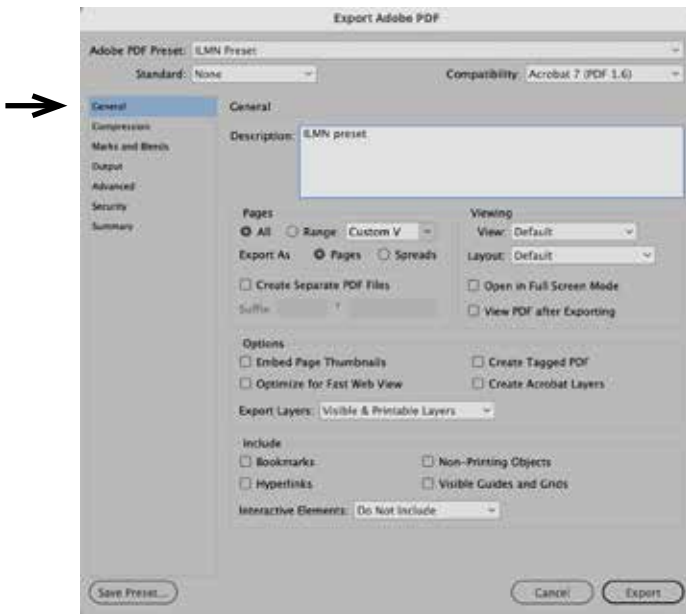 Export Adobe PDF
Adobe PDF Preset: ILMN Preset
Standard: None Compatibility: Acrobat 7 (PDF 1.6)
General
Compression
Marks and Bleeds
Output
Advanced
Security
Summary
General
Description: ILMN preset
Pages
All Range: Custom V
Export As Pages Spreads
Create Separate PDF Files
Suffix
Viewing
View: Default
Layout: Default
Open in Full Screen Mode
View PDF after Exporting
Options
Embed Page Thumbnails Create Tagged PDF
Optimize for Fast Web View Create Acrobat Layers
Export Layers: Visible & Printable Layers
Include
Bookmarks Non-Printing Objects
Hyperlinks Visible Guides and Grids
Interactive Elements: Do Not Include
Save Preset... Cancel Export